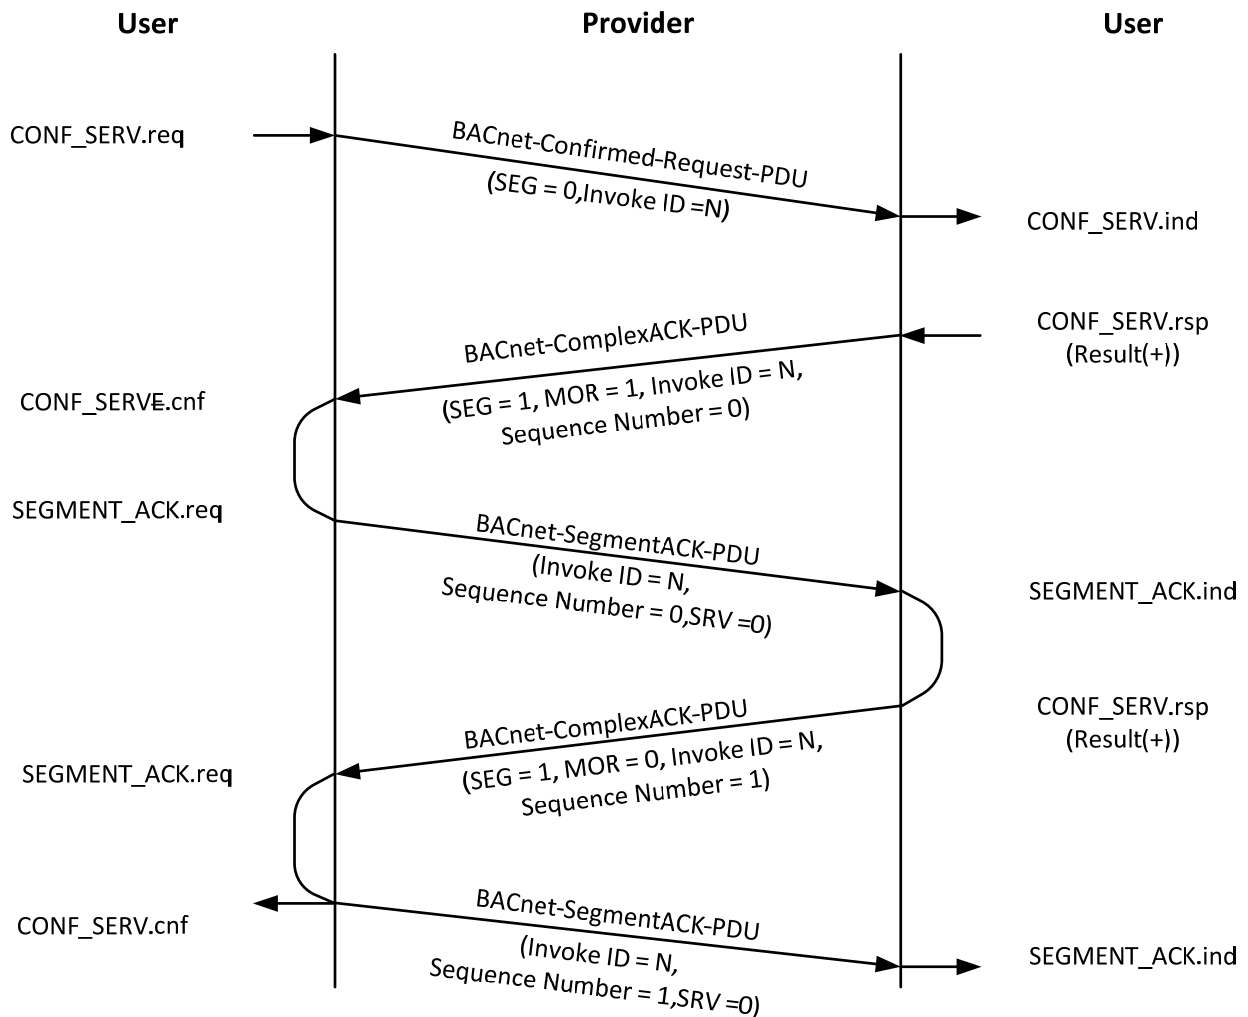 User
Provider
User
CONF_SERV.req
BACnet-Confirmed-Request-PDU
(SEG = 0,Invoke ID =N)
CONF_SERV.ind
CONF_SERV.rsp
(Result(+))
BACnet-ComplexACK-PDU
(SEG = 1, MOR = 1, Invoke ID = N,
Sequence Number = 0)
CONF_SERVE.cnf
SEGMENT_ACK.req
BACnet-SegmentACK-PDU
(Invoke ID = N,
Sequence Number = 0,SRV =0)
SEGMENT_ACK.ind
CONF_SERV.rsp
(Result(+))
BACnet-ComplexACK-PDU
(SEG = 1, MOR = 0, Invoke ID = N,
Sequence Number = 1)
SEGMENT_ACK.req
CONF_SERV.cnf
BACnet-SegmentACK-PDU
(Invoke ID = N,
Sequence Number = 1,SRV =0)
SEGMENT_ACK.ind